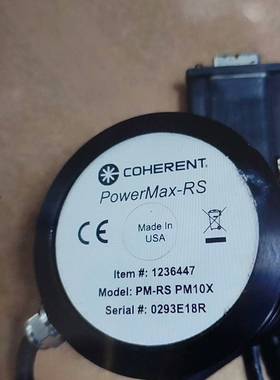 COHERENT
PowerMax-RS
CE
Made In
USA
Item #: 1236447
Model: PM-RS PM10X
Serial #: 0293E18R